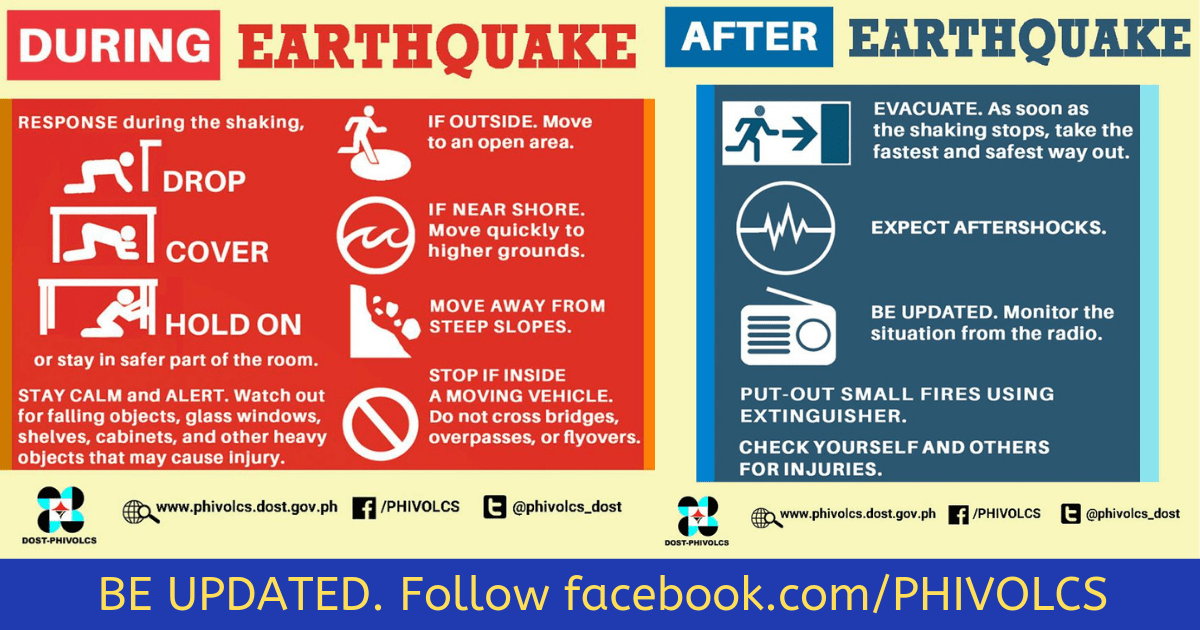 DURING EARTHQUAKE
RESPONSE during the shaking,
DROP
COVER
HOLD ON
or stay in safer part of the room.
STAY CALM and ALERT. Watch out
for falling objects, glass windows,
shelves, cabinets, and other heavy
objects that may cause injury.
IF OUTSIDE. Move
to an open area.
IF NEAR SHORE.
Move quickly to
higher grounds.
MOVE AWAY FROM
STEEP SLOPES.
STOP IF INSIDE
A MOVING VEHICLE.
Do not cross bridges,
overpasses, or flyovers.
DOST-PHIVOLCS
www.phivolcs.dost.gov.ph
/PHIVOLCS
@phivolcs_dost
AFTER EARTHQUAKE
EVACUATE. As soon as
the shaking stops, take the
fastest and safest way out.
EXPECT AFTERSHOCKS.
BE UPDATED. Monitor the
situation from the radio.
PUT-OUT SMALL FIRES USING
EXTINGUISHER.
CHECK YOURSELF AND OTHERS
FOR INJURIES.
DOST-PHIVOLCS
www.phivolcs.dost.gov.ph
/PHIVOLCS
@phivolcs_dost
BE UPDATED. Follow facebook.com/PHIVOLCS